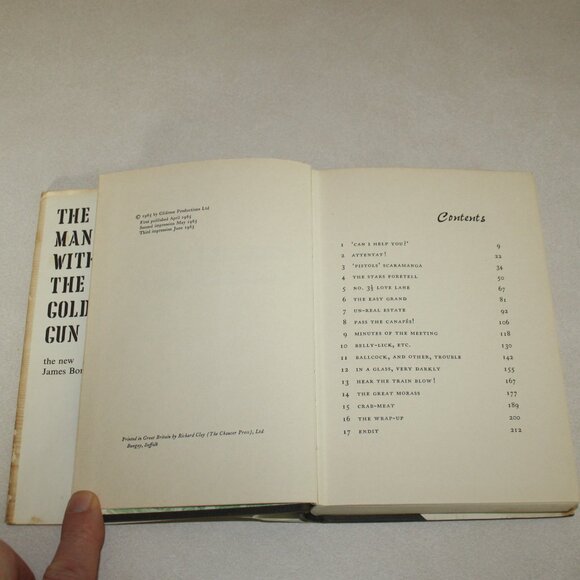 THE
MAN
WITH
THE
GOLD
GUN
the new
James Bon
© 1965 by Glidrose Productions Ltd
First published April 1965
Second impression May 1965
Third impression June 1965
Printed in Great Britain by Richard Clay (The Chaucer Press), Ltd
Bungay, Suffolk
Contents
1 'CAN I HELP YOU?' 9
2 ATTENTAT! 22
3 'PISTOLS' SCARAMANGA 34
4 THE STARS FORETELL 50
5 NO. 3½ LOVE LANE 67
6 THE EASY GRAND 81
7 UN-REAL ESTATE 92
8 PASS THE CANAPÉS! 106
9 MINUTES OF THE MEETING 118
10 BELLY-LICK, ETC. 130
11 BALLCOCK, AND OTHER, TROUBLE 142
12 IN A GLASS, VERY DARKLY 155
13 HEAR THE TRAIN BLOW! 167
14 THE GREAT MORASS 177
15 CRAB-MEAT 189
16 THE WRAP-UP 200
17 ENDIT 212